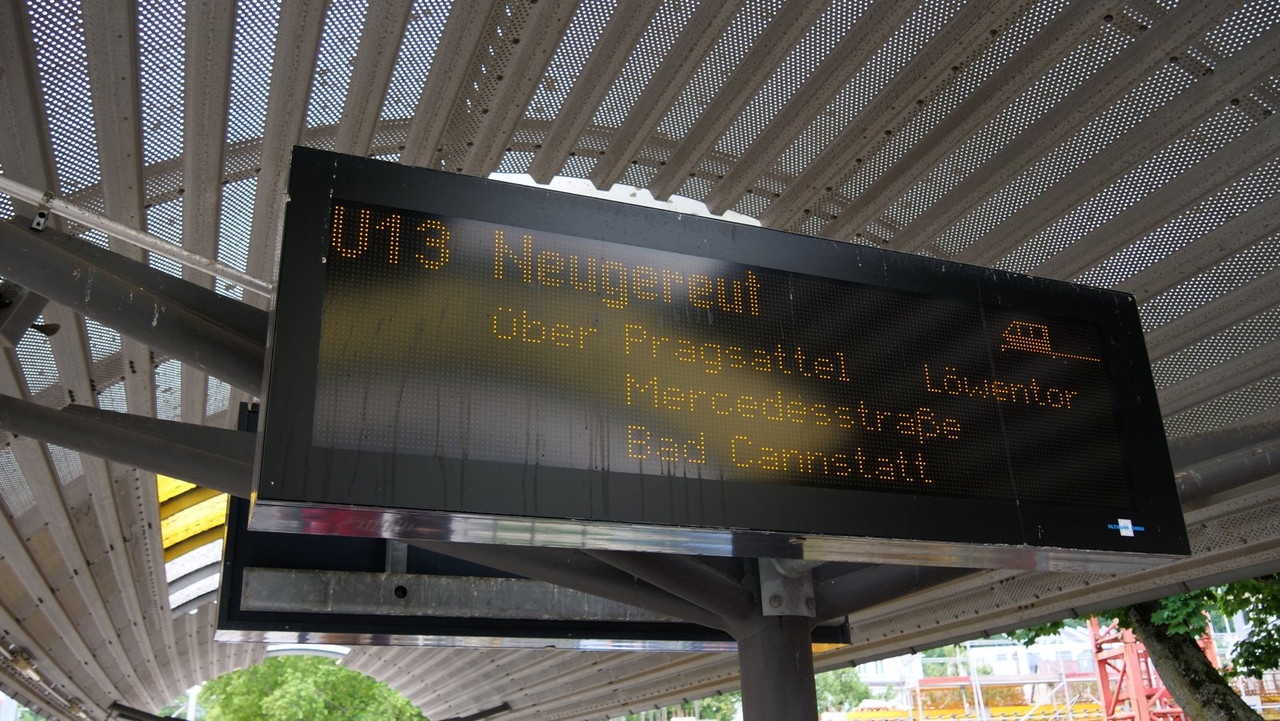 U13 Neugereut
über Pragsattel
Löwentor
Mercedesstraße
Bad Cannstatt